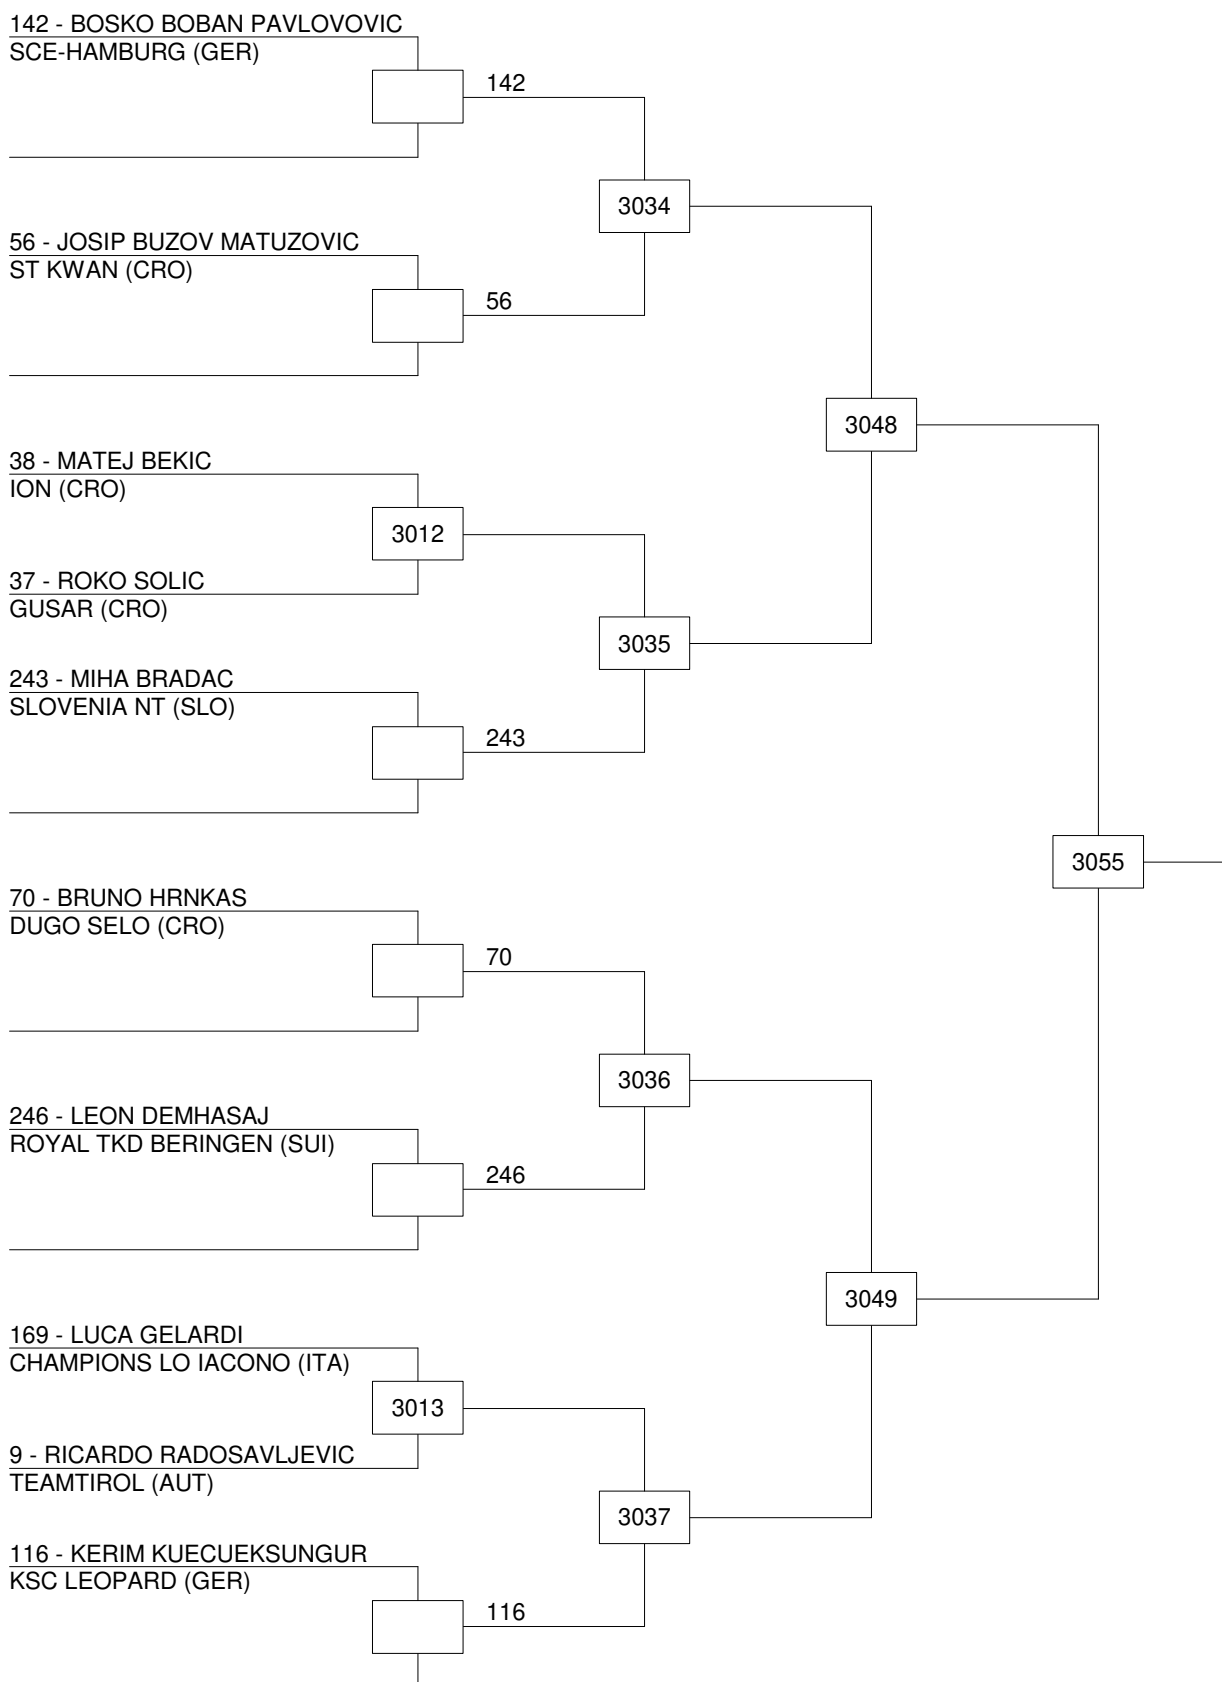 142 - BOSKO BOBAN PAVLOVOVIC
SCE-HAMBURG (GER)
142
3034
56 - JOSIP BUZOV MATUZOVIC
ST KWAN (CRO)
56
3048
38 - MATEJ BEKIC
ION (CRO)
3012
37 - ROKO SOLIC
GUSAR (CRO)
3035
243 - MIHA BRADAC
SLOVENIA NT (SLO)
243
3055
70 - BRUNO HRNKAS
DUGO SELO (CRO)
70
3036
246 - LEON DEMHASAJ
ROYAL TKD BERINGEN (SUI)
246
3049
169 - LUCA GELARDI
CHAMPIONS LO IACONO (ITA)
3013
9 - RICARDO RADOSAVLJEVIC
TEAMTIROL (AUT)
3037
116 - KERIM KUECUEKSUNGUR
KSC LEOPARD (GER)
116